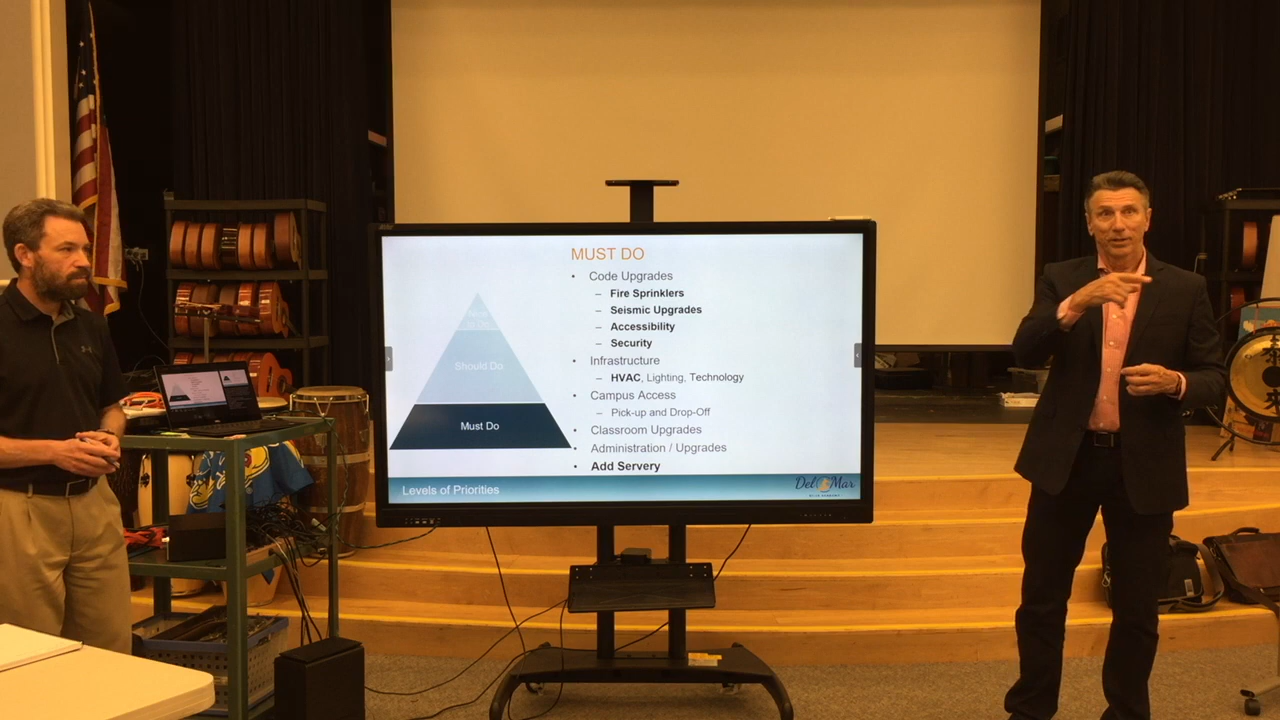 MUST DO
• Code Upgrades
– Fire Sprinklers
– Seismic Upgrades
– Accessibility
– Security
• Infrastructure
– HVAC, Lighting, Technology
• Campus Access
– Pick-up and Drop-Off
• Classroom Upgrades
• Administration / Upgrades
• Add Servery
Should Do
Must Do
Levels of Priorities
Del Mar